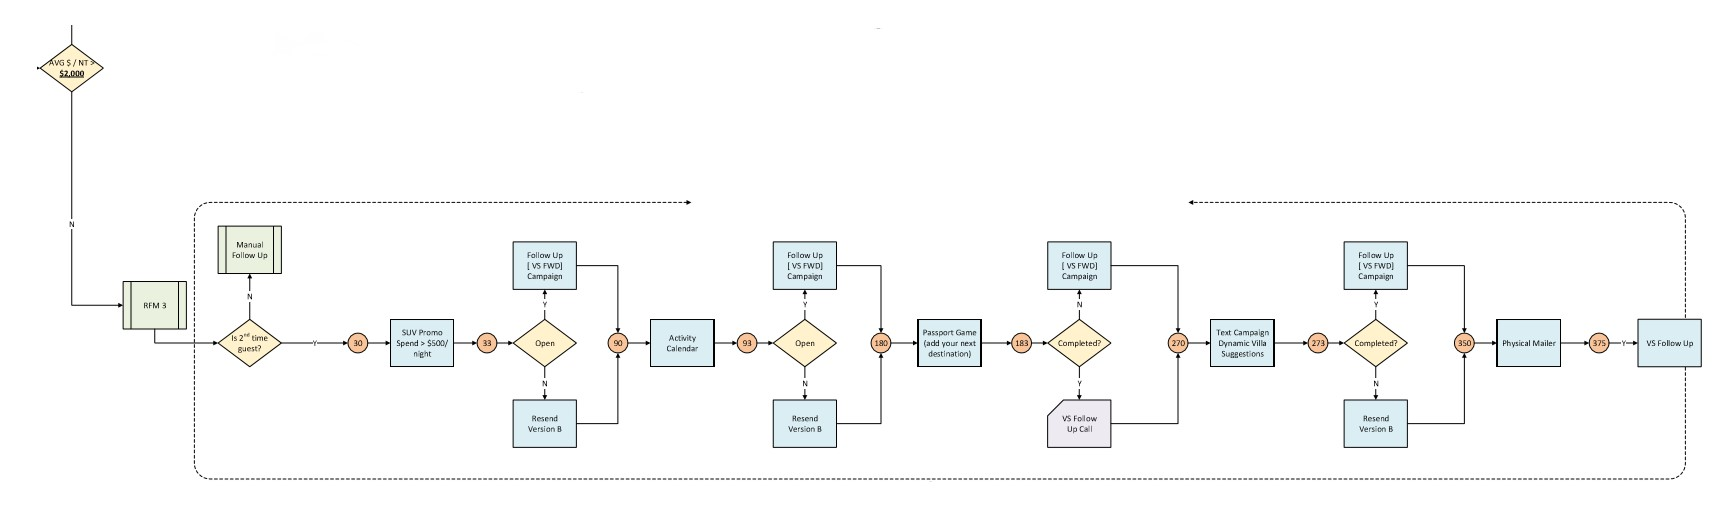 AVG $ / NT >
$2,000
N
RFM 3
Manual
Follow Up
N
Is 2nd time
guest?
Y
30
SUV Promo
Spend > $500/
night
33
Follow Up
[ VS FWD]
Campaign
Y
Open
N
Resend
Version B
90
Activity
Calendar
93
Follow Up
[ VS FWD]
Campaign
Y
Open
N
Resend
Version B
180
Passport Game
(add your next
destination)
183
Follow Up
[ VS FWD]
Campaign
N
Completed?
Y
VS Follow
Up Call
270
Text Campaign
Dynamic Villa
Suggestions
273
Follow Up
[ VS FWD]
Campaign
Y
Completed?
N
Resend
Version B
350
Physical Mailer
375
Y
VS Follow Up